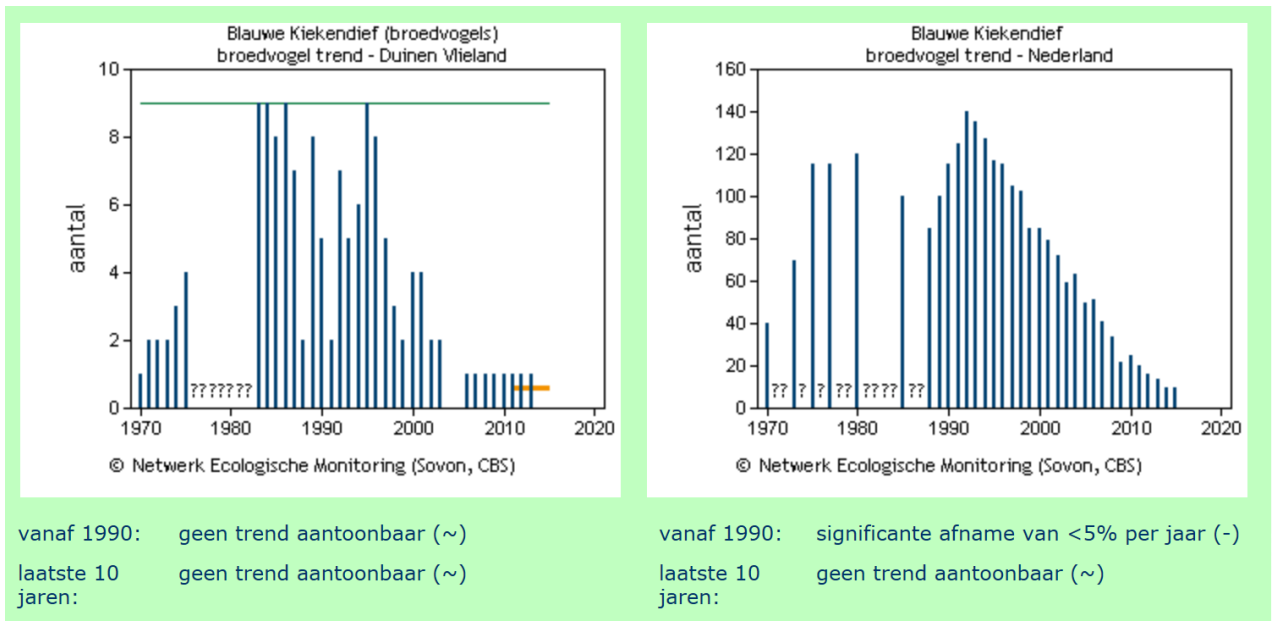 Blauwe Kiekendief (broedvogels)
broedvogel trend - Duinen Vlieland
10
8
6
4
2
0
aantal
???????
1970 1980 1990 2000 2010 2020
© Netwerk Ecologische Monitoring (Sovon, CBS)
vanaf 1990: geen trend aantoonbaar (~)
laatste 10 geen trend aantoonbaar (~)
jaren:
Blauwe Kiekendief
broedvogel trend - Nederland
160
140
120
100
80
60
40
20
0
aantal
?? ? ? ?? ???? ??
1970 1980 1990 2000 2010 2020
© Netwerk Ecologische Monitoring (Sovon, CBS)
vanaf 1990: significante afname van <5% per jaar (-)
laatste 10 geen trend aantoonbaar (~)
jaren: